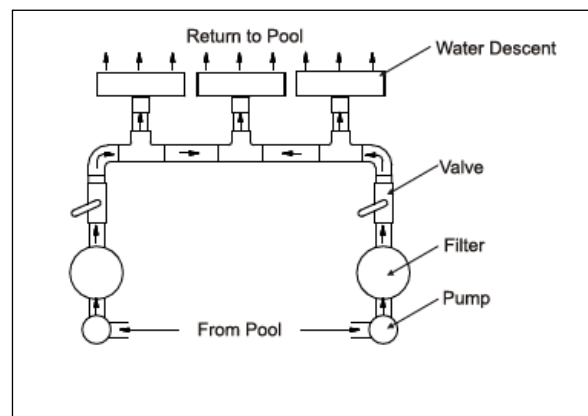 Return to Pool
Water Descent
Valve
Filter
Pump
From Pool